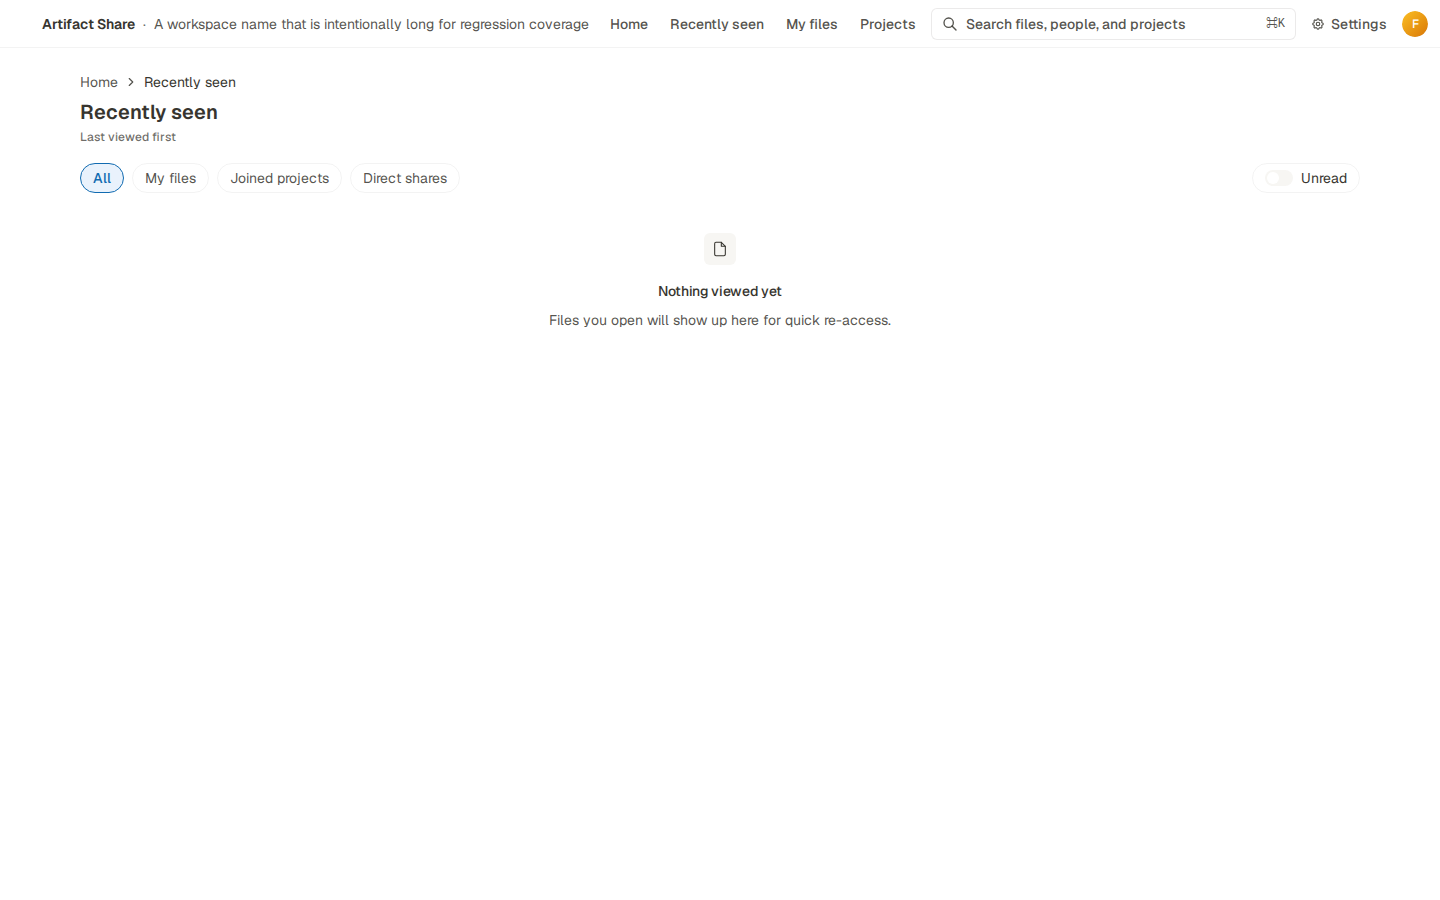 Artifact Share · A workspace name that is intentionally long for regression coverage Home Recently seen My files Projects Search files, people, and projects ⌘K Settings F
Home > Recently seen
Recently seen
Last viewed first
All My files Joined projects Direct shares Unread
Nothing viewed yet
Files you open will show up here for quick re-access.